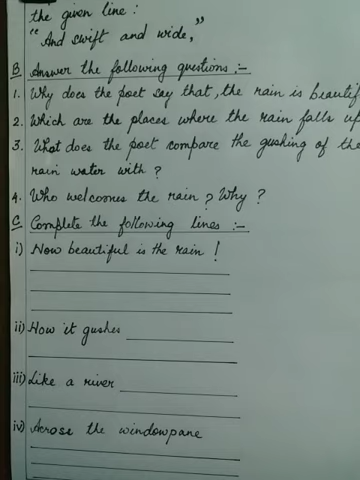 the given line:
"And swift and wide,"
B Answer the following questions:-
1. Why does the poet say that, the rain is beautif
2. Which are the places where the rain falls up
3. What does the poet compare the gushing of the
rain water with?
4. Who welcomes the rain? Why?
C Complete the following lines:-
i) How beautiful is the rain!
ii) How it gushes
iii) Like a river
iv) Across the windowpane